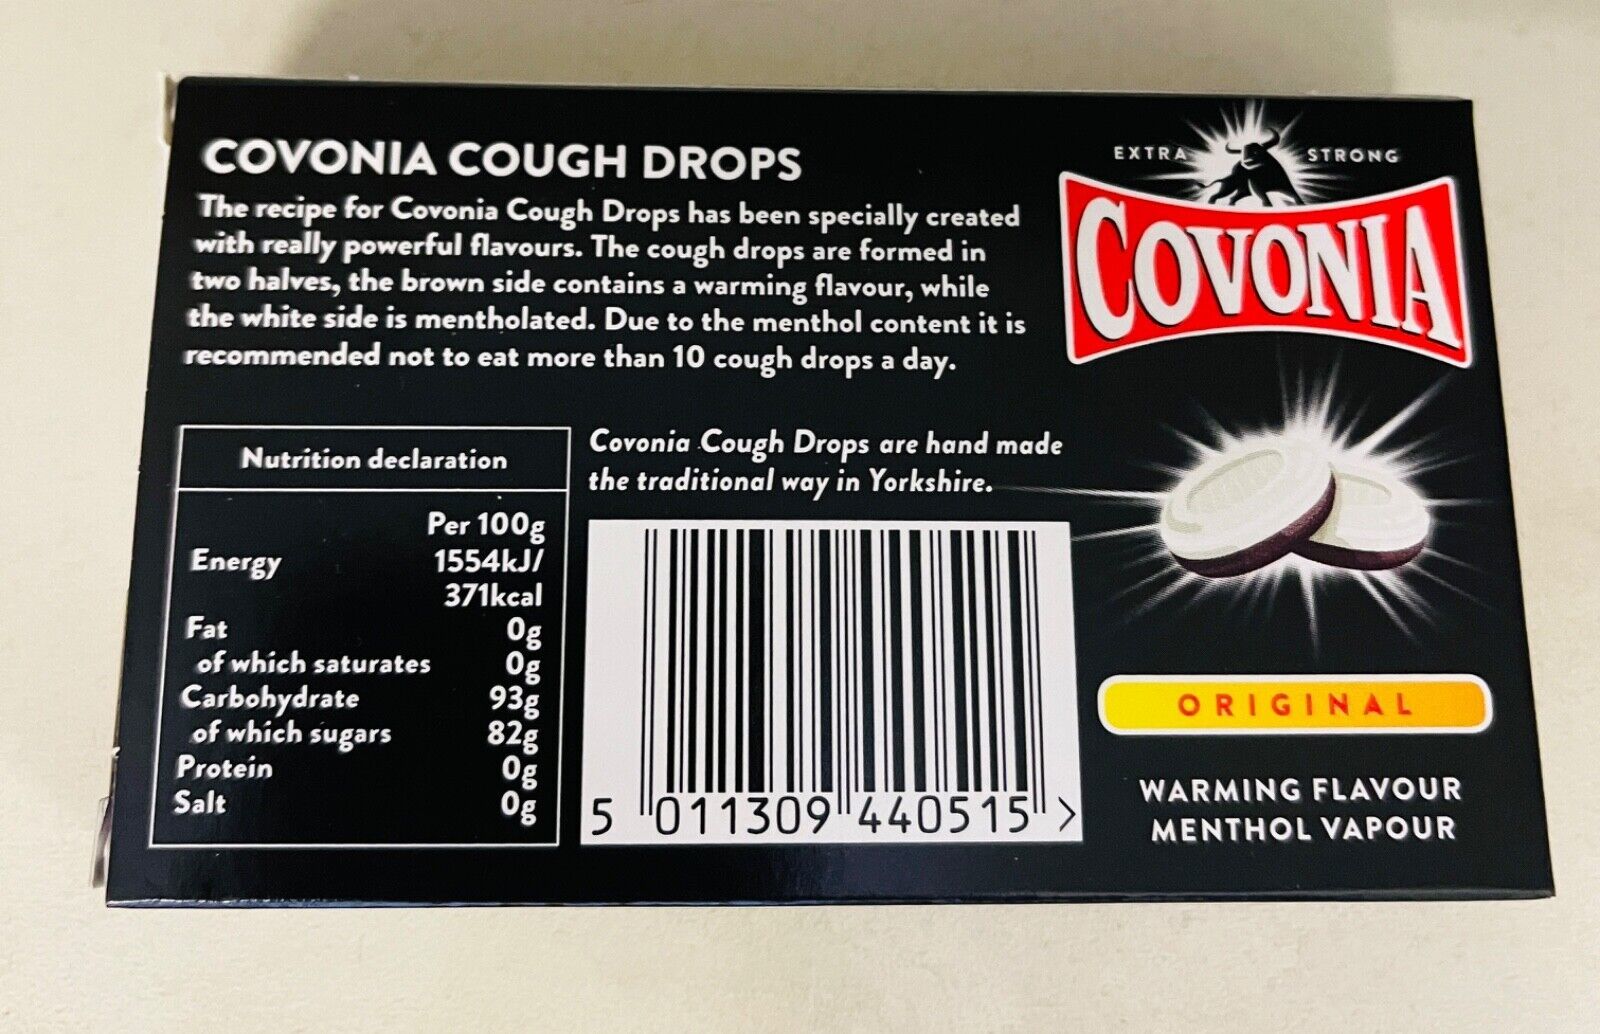 COVONIA COUGH DROPS
The recipe for Covonia Cough Drops has been specially created
with really powerful flavours. The cough drops are formed in
two halves, the brown side contains a warming flavour, while
the white side is mentholated. Due to the menthol content it is
recommended not to eat more than 10 cough drops a day.
Nutrition declaration
Per 100g
Energy 1554kJ/
371kcal
Fat 0g
of which saturates 0g
Carbohydrate 93g
of which sugars 82g
Protein 0g
Salt 0g
Covonia Cough Drops are hand made
the traditional way in Yorkshire.
5 011309 440515 >
EXTRA STRONG
COVONIA
ORIGINAL
WARMING FLAVOUR
MENTHOL VAPOUR